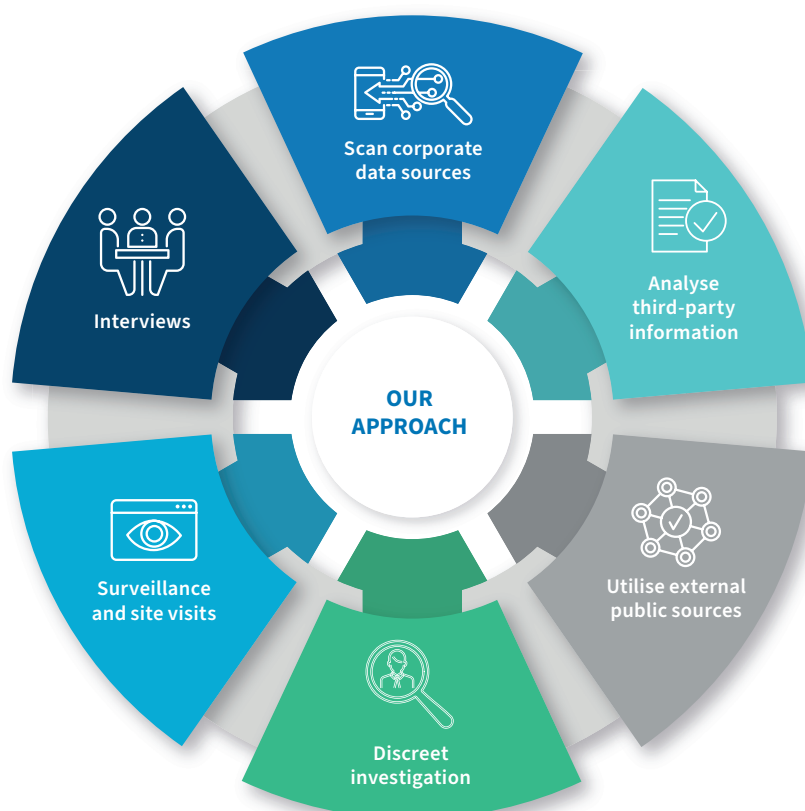 Scan corporate
data sources
Analyse
third-party
information
Utilise external
public sources
Discreet
investigation
Surveillance
and site visits
Interviews
OUR
APPROACH